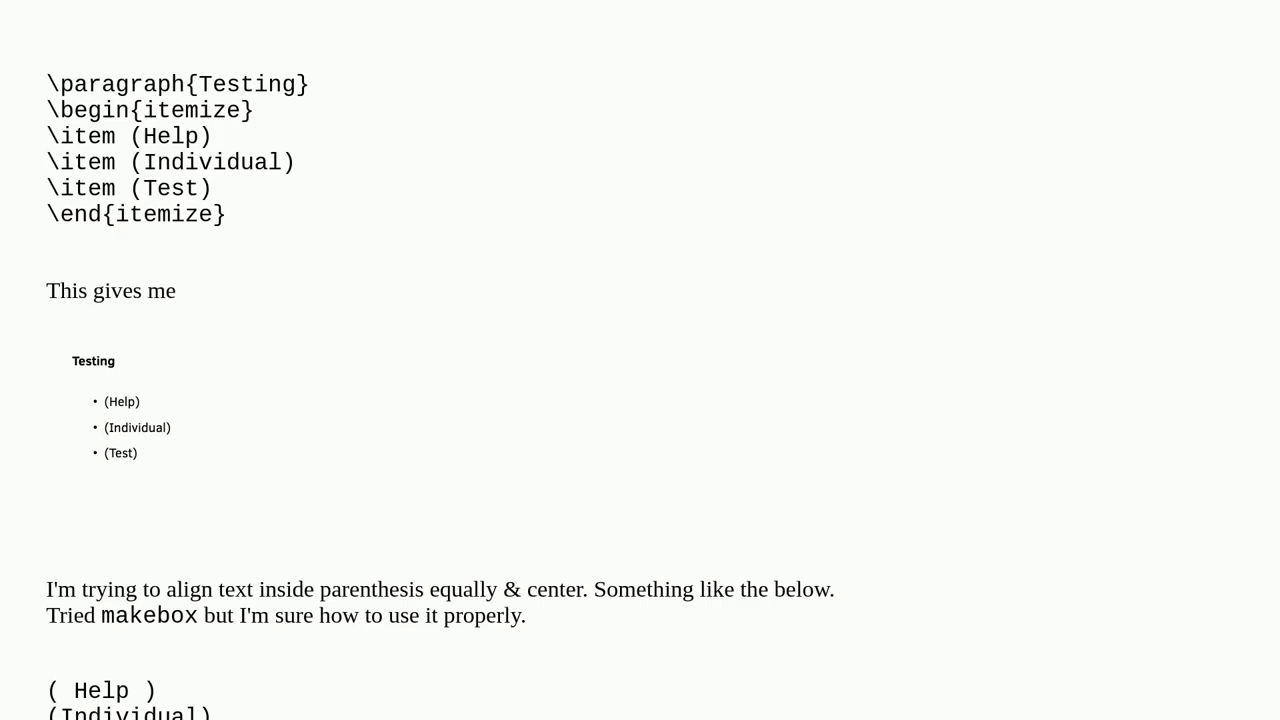 \paragraph{Testing}
\begin{itemize}
\item (Help)
\item (Individual)
\item (Test)
\end{itemize}
This gives me
Testing
• (Help)
• (Individual)
• (Test)
I'm trying to align text inside parenthesis equally & center. Something like the below.
Tried makebox but I'm sure how to use it properly.
( Help )
(Individual)